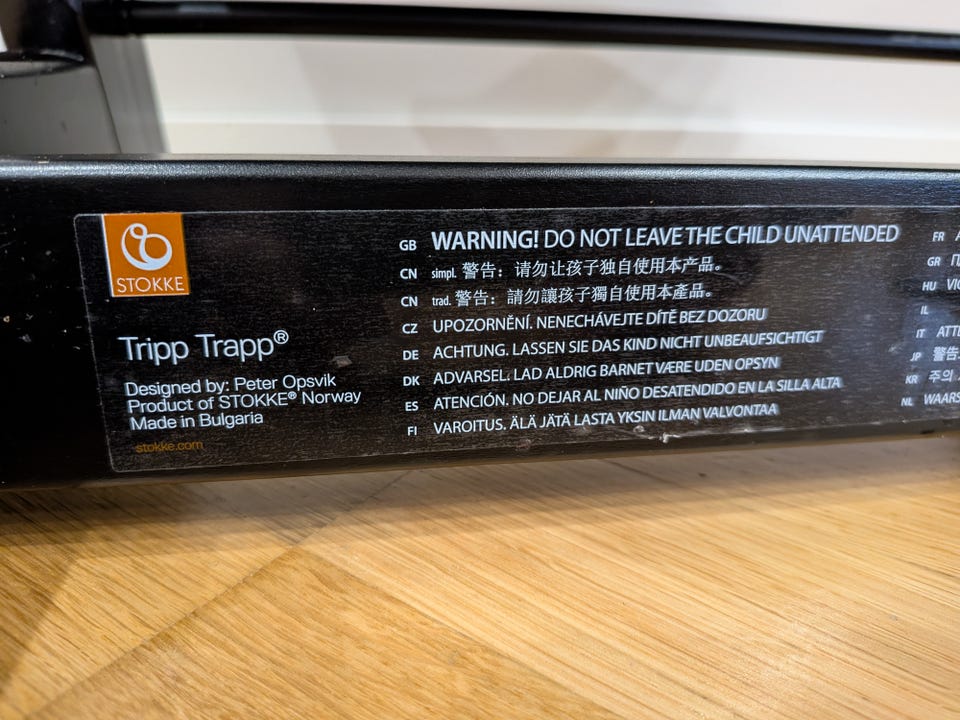 STOKKE
Tripp Trapp®
Designed by: Peter Opsvik
Product of STOKKE® Norway
Made in Bulgaria
stokke.com
GB WARNING! DO NOT LEAVE THE CHILD UNATTENDED
CN simpl. 警告：请勿让孩子独自使用本产品。
CN trad. 警告：請勿讓孩子獨自使用本產品。
CZ UPOZORNĚNÍ. NENECHÁVEJTE DÍTĚ BEZ DOZORU
DE ACHTUNG. LASSEN SIE DAS KIND NICHT UNBEAUFSICHTIGT
DK ADVARSEL. LAD ALDRIG BARNET VÆRE UDEN OPSYN
ES ATENCIÓN. NO DEJAR AL NIÑO DESATENDIDO EN LA SILLA ALTA
FI VAROITUS. ÄLÄ JÄTÄ LASTA YKSIN ILMAN VALVONTAA
FR
GR
HU
IL
IT
JP 警告
KR 주의
NL